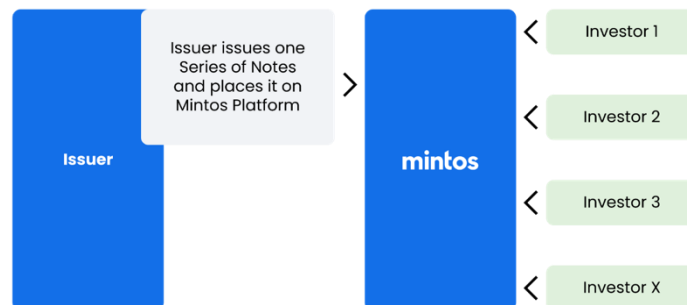 Issuer issues one
Series of Notes
and places it on
Mintos Platform
Issuer
mintos
Investor 1
Investor 2
Investor 3
Investor X